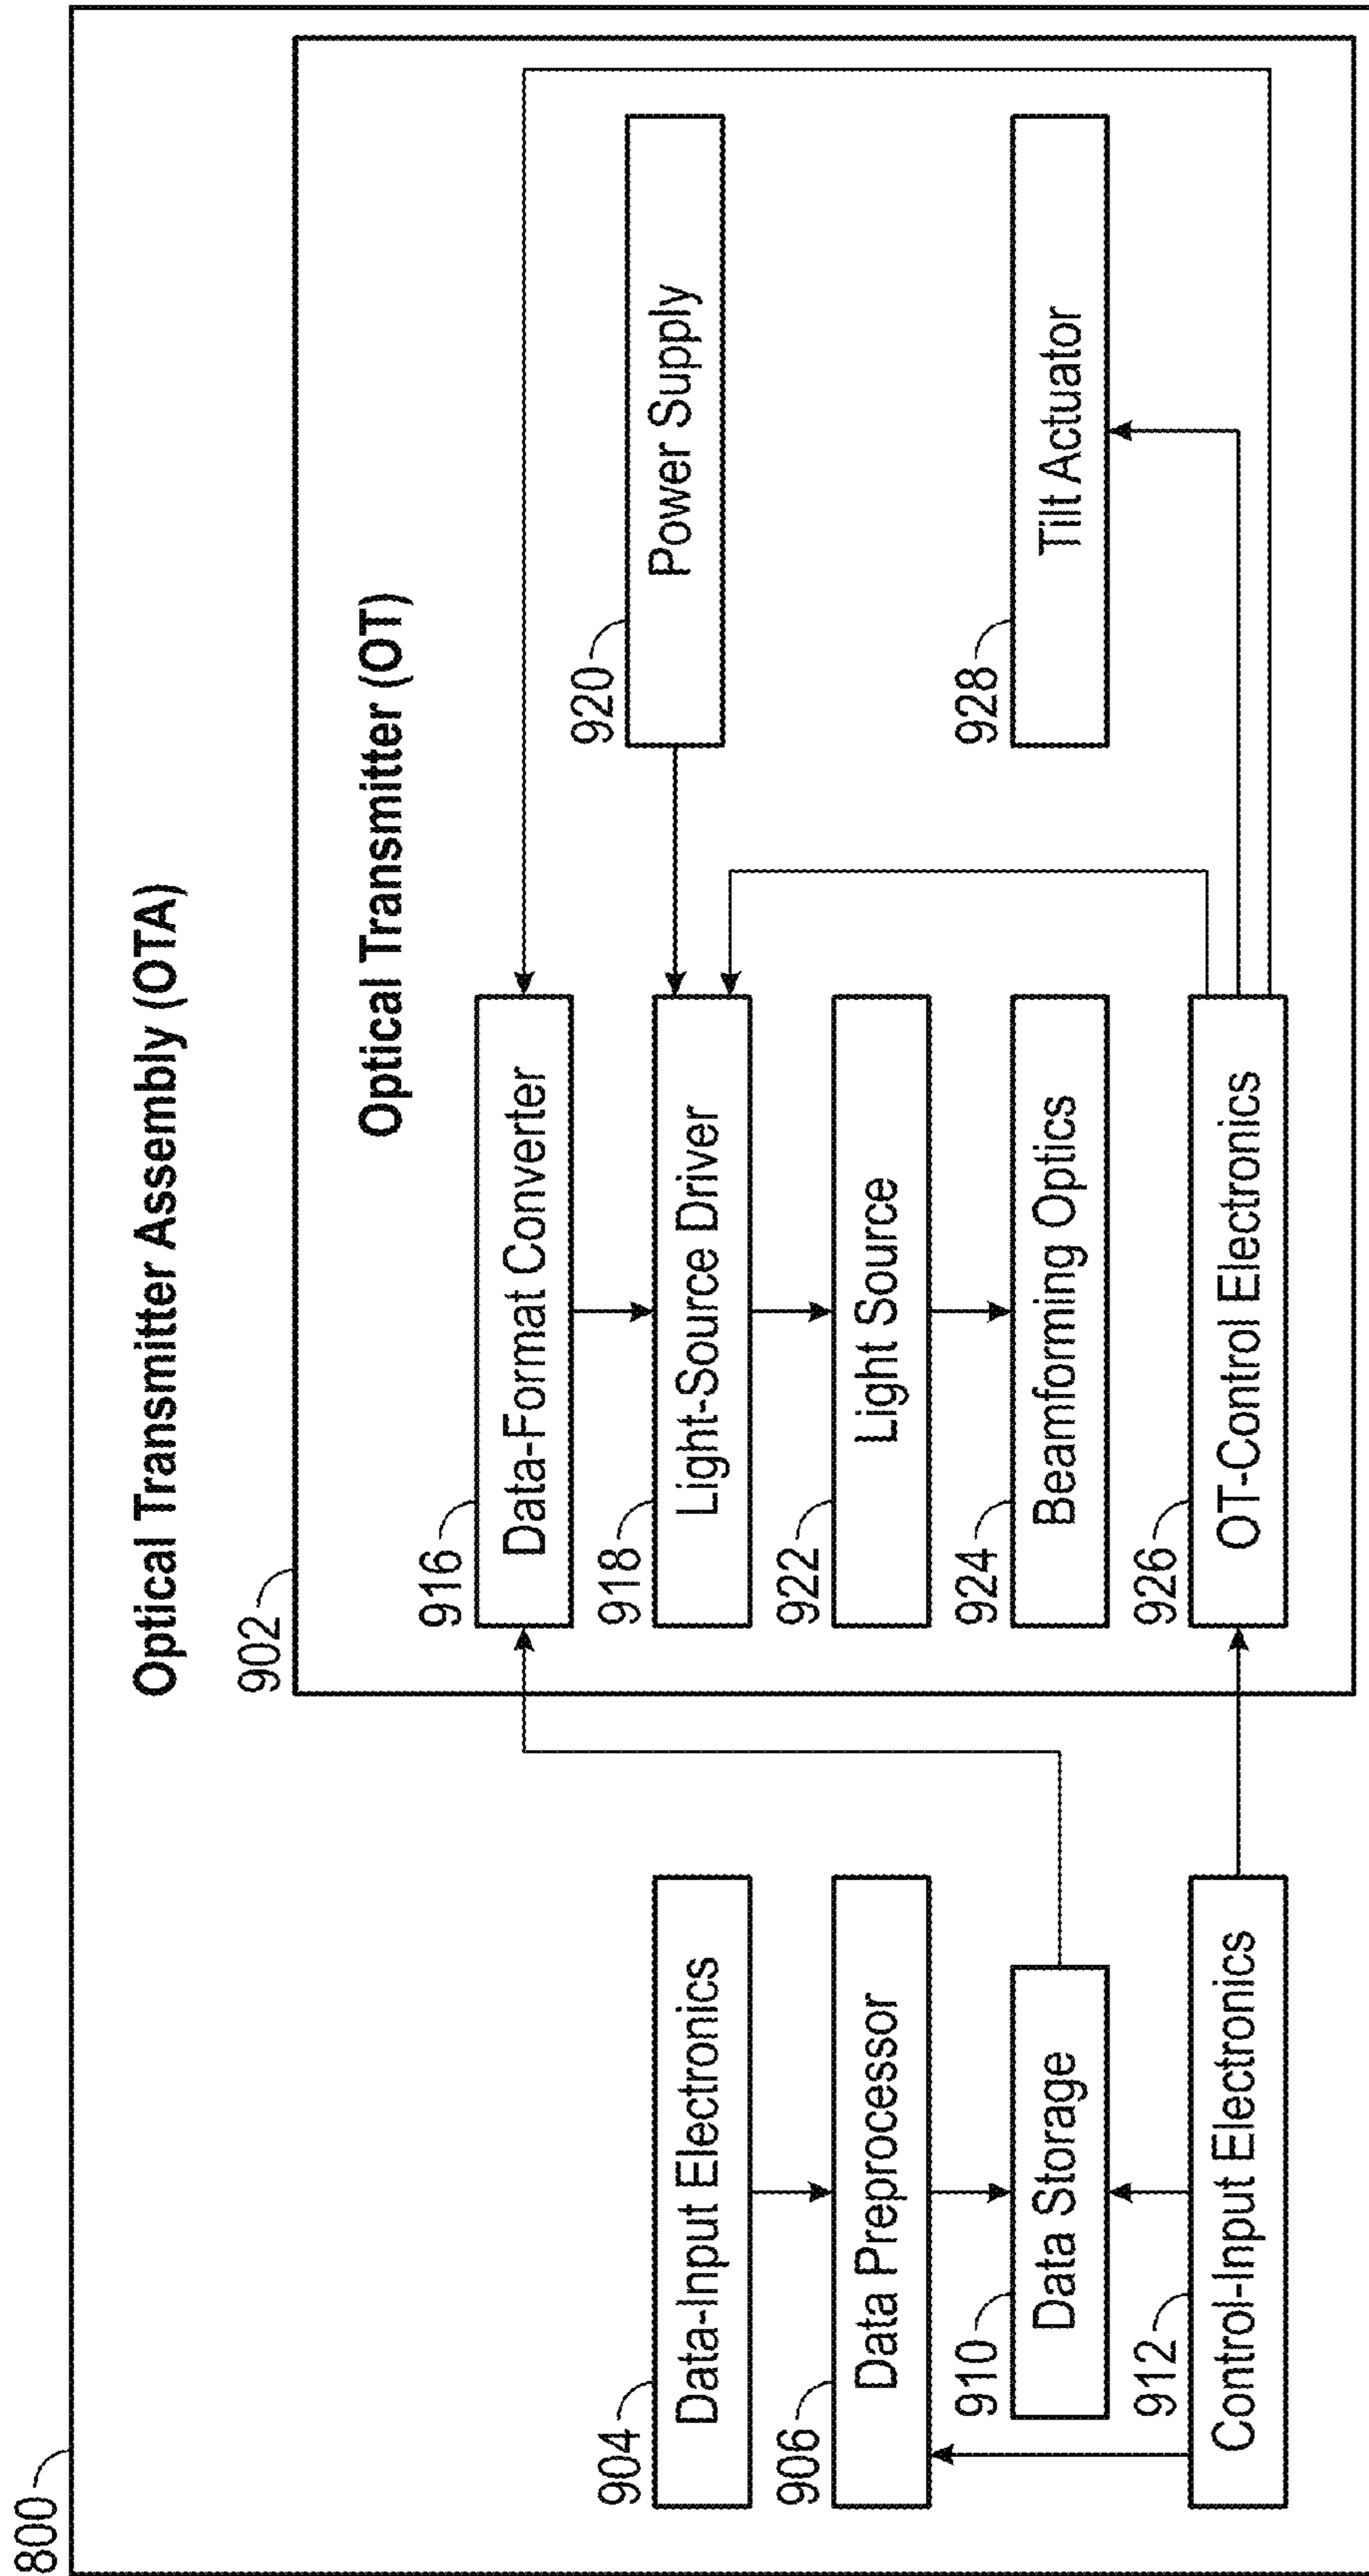 800
Optical Transmitter Assembly (OTA)
902
Optical Transmitter (OT)
904
Data-Input Electronics
906
Data Preprocessor
910
Data Storage
912
Control-Input Electronics
916
Data-Format Converter
918
Light-Source Driver
920
Power Supply
922
Light Source
924
Beamforming Optics
926
OT-Control Electronics
928
Tilt Actuator